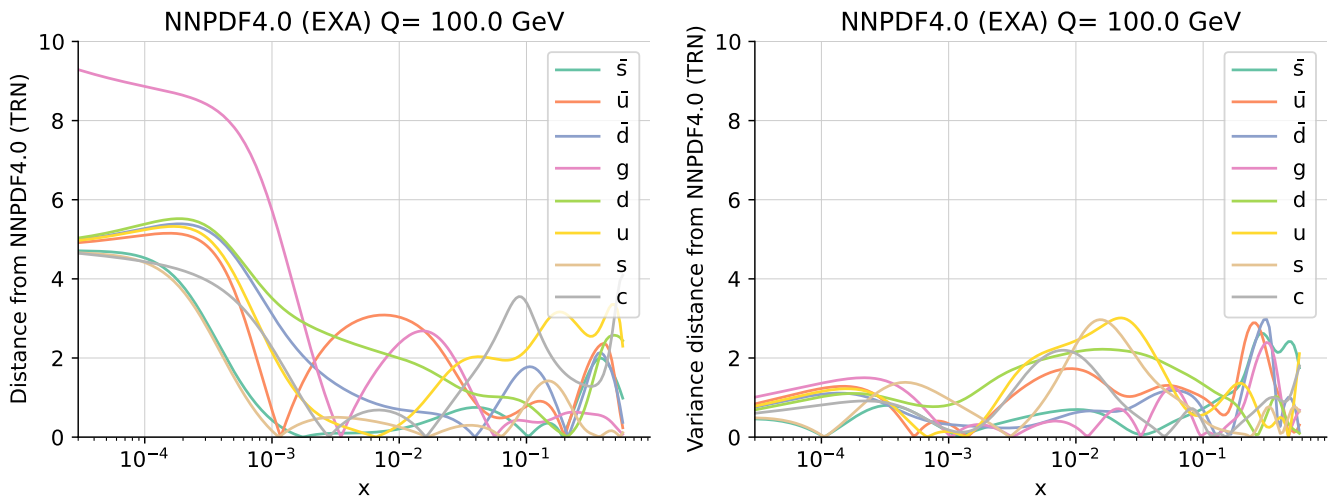 NNPDF4.0 (EXA) Q= 100.0 GeV
Distance from NNPDF4.0 (TRN)
10
8
6
4
2
0
10⁻⁴
10⁻³
10⁻²
10⁻¹
x
s̄
ū
d̄
g
d
u
s
c
NNPDF4.0 (EXA) Q= 100.0 GeV
Variance distance from NNPDF4.0 (TRN)
10
8
6
4
2
0
10⁻⁴
10⁻³
10⁻²
10⁻¹
x
s̄
ū
d̄
g
d
u
s
c